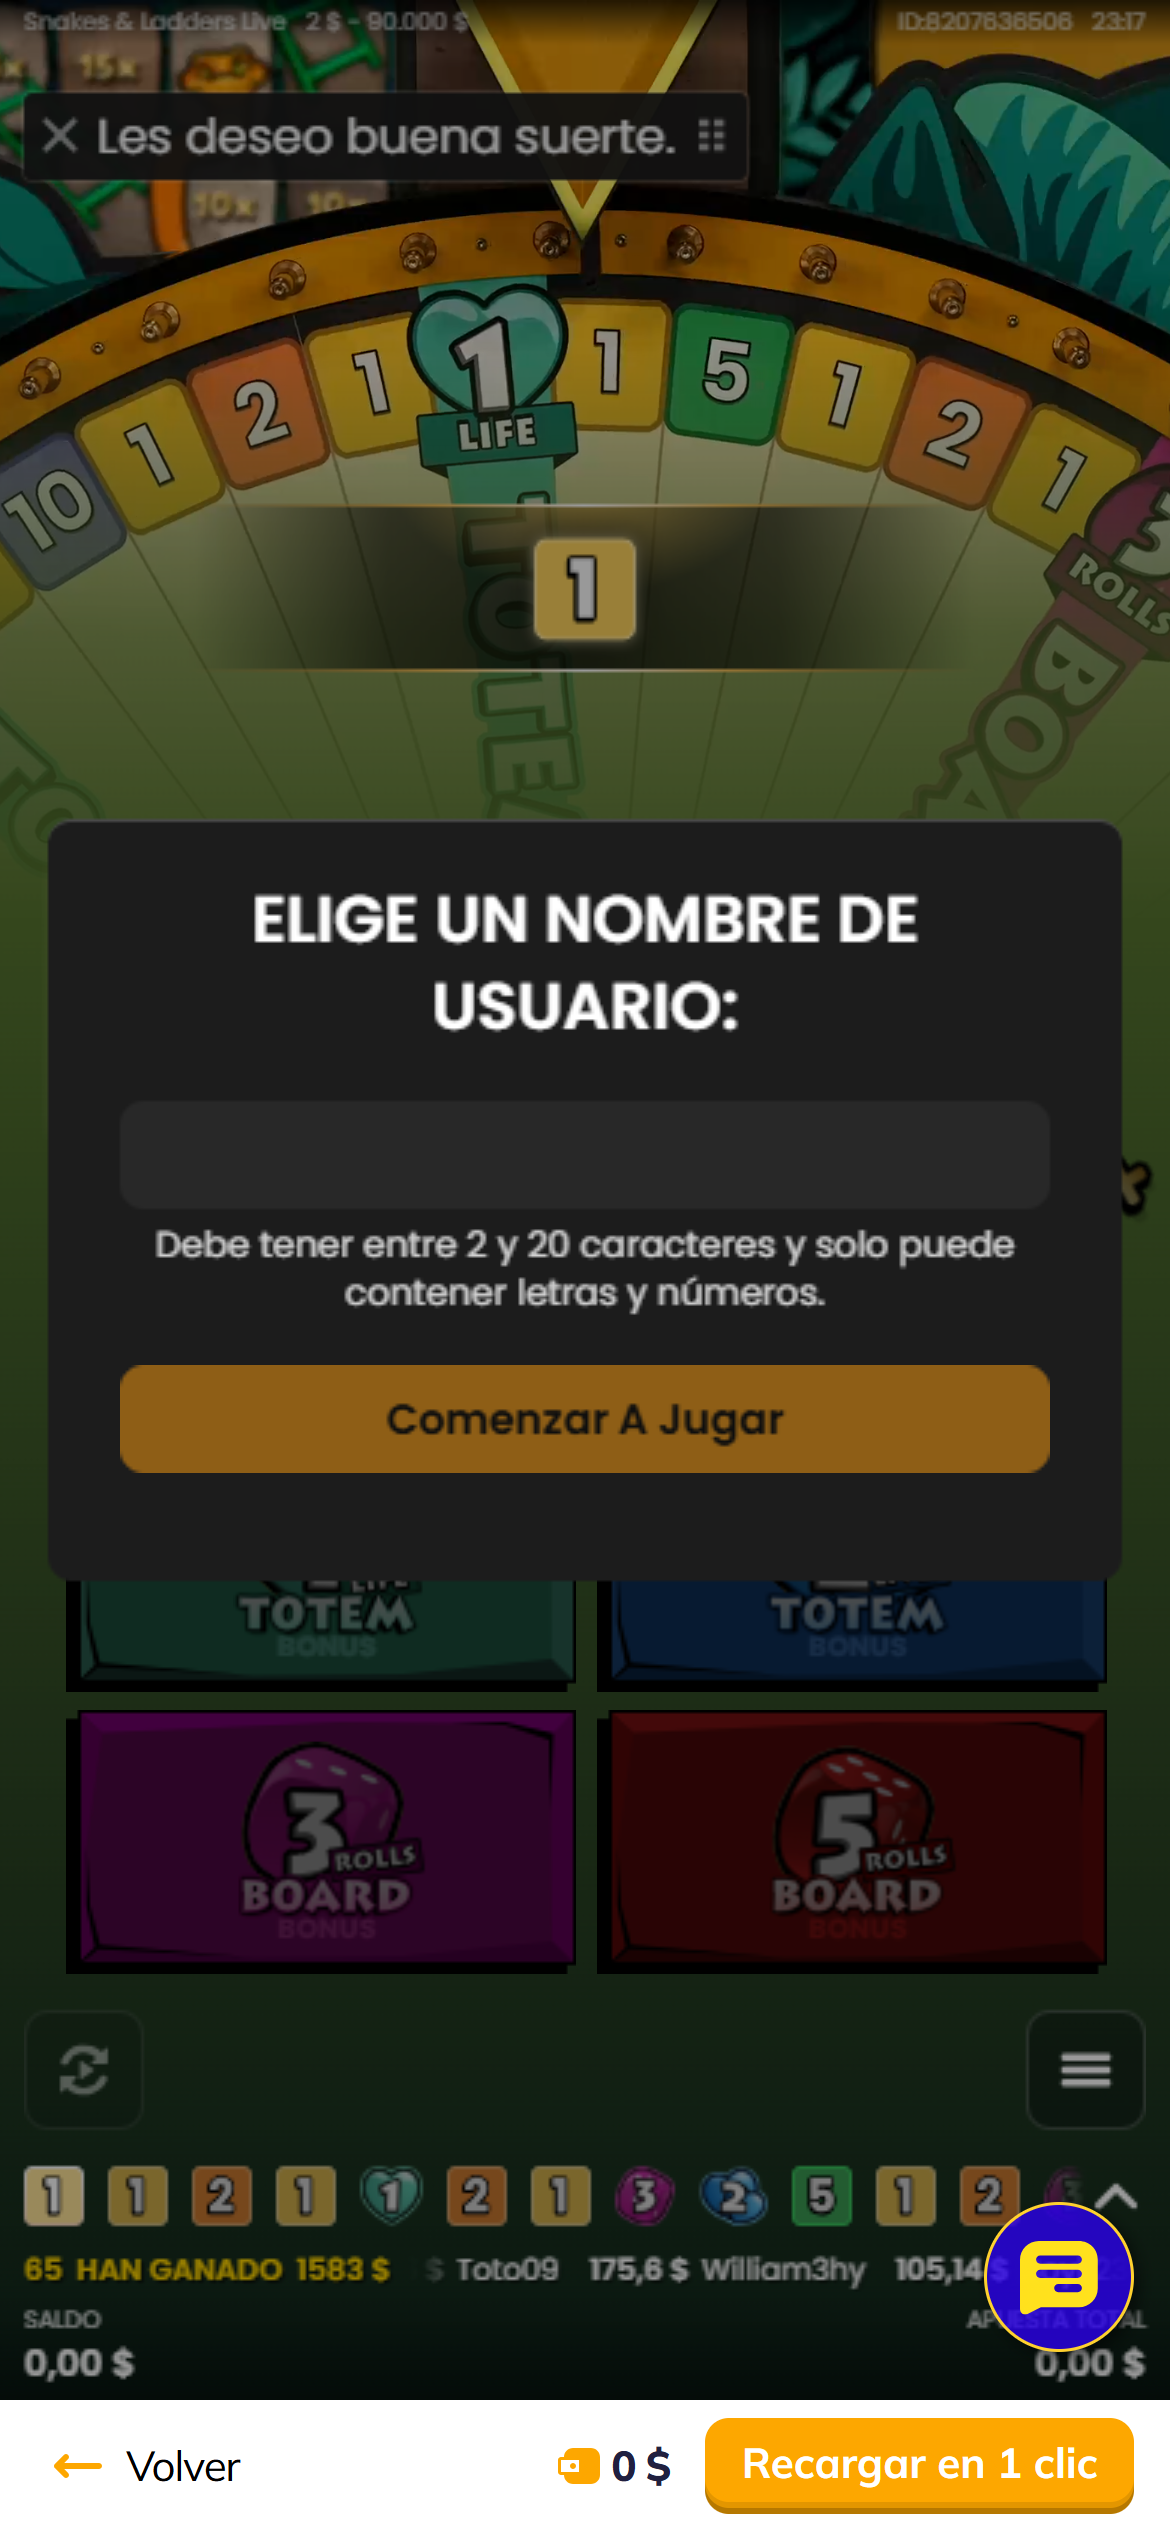 Snakes & Ladders Live 2 $ - 90.000 $
ID:8207636506 23:17
15x
Les deseo buena suerte.
10x 10x
10 1 2 1 1 1 5 1 2 1 3
LIFE
ROLLS
TOTE
BOA
1
ELIGE UN NOMBRE DE
USUARIO:
Debe tener entre 2 y 20 caracteres y solo puede
contener letras y números.
Comenzar A Jugar
TOTEM
BONUS
TOTEM
BONUS
3 ROLLS
BOARD
BONUS
5 ROLLS
BOARD
BONUS
1 1 2 1 1 2 1 3 2 5 1 2 3
65 HAN GANADO 1583 $ $ Toto09 175,6 $ William3hy 105,14 $
SALDO
APUESTA TOTAL
0,00 $
0,00 $
Volver
0 $
Recargar en 1 clic